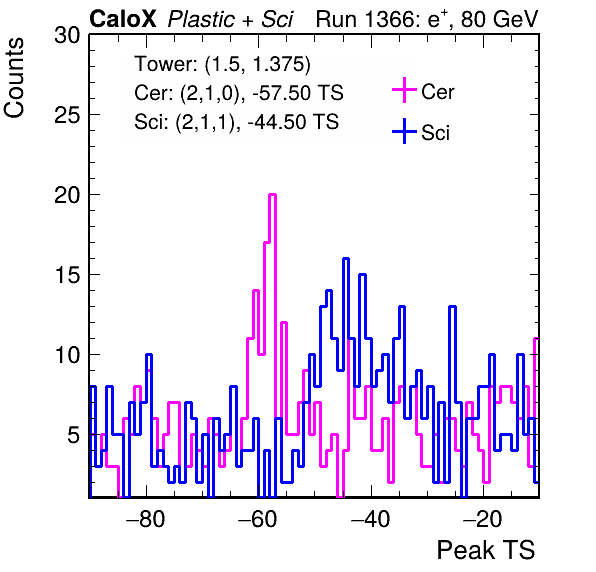 CaloX Plastic + Sci Run 1366: e+, 80 GeV
Counts
30
25
20
15
10
5
Tower: (1.5, 1.375)
Cer: (2,1,0), -57.50 TS
Sci: (2,1,1), -44.50 TS
Cer
Sci
−80 −60 −40 −20
Peak TS